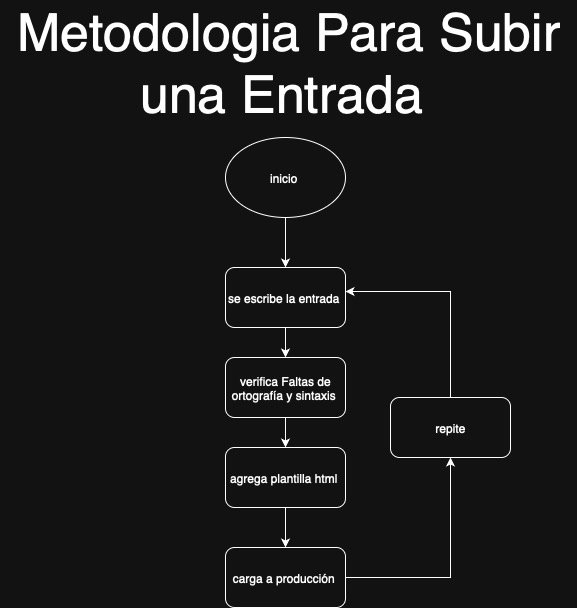 Metodologia Para Subir
una Entrada
inicio
se escribe la entrada
verifica Faltas de
ortografía y sintaxis
repite
agrega plantilla html
carga a producción